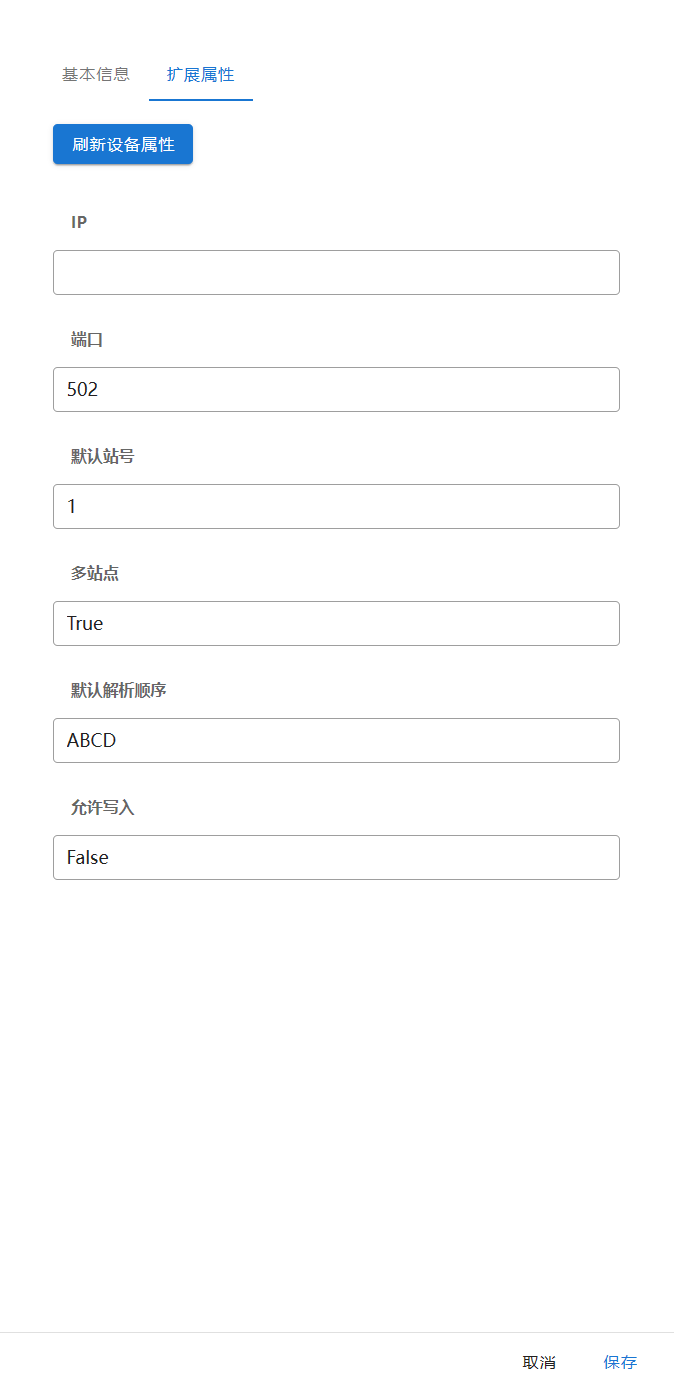 基本信息 扩展属性
刷新设备属性
IP
端口
502
默认站号
1
多站点
True
默认解析顺序
ABCD
允许写入
False
取消 保存